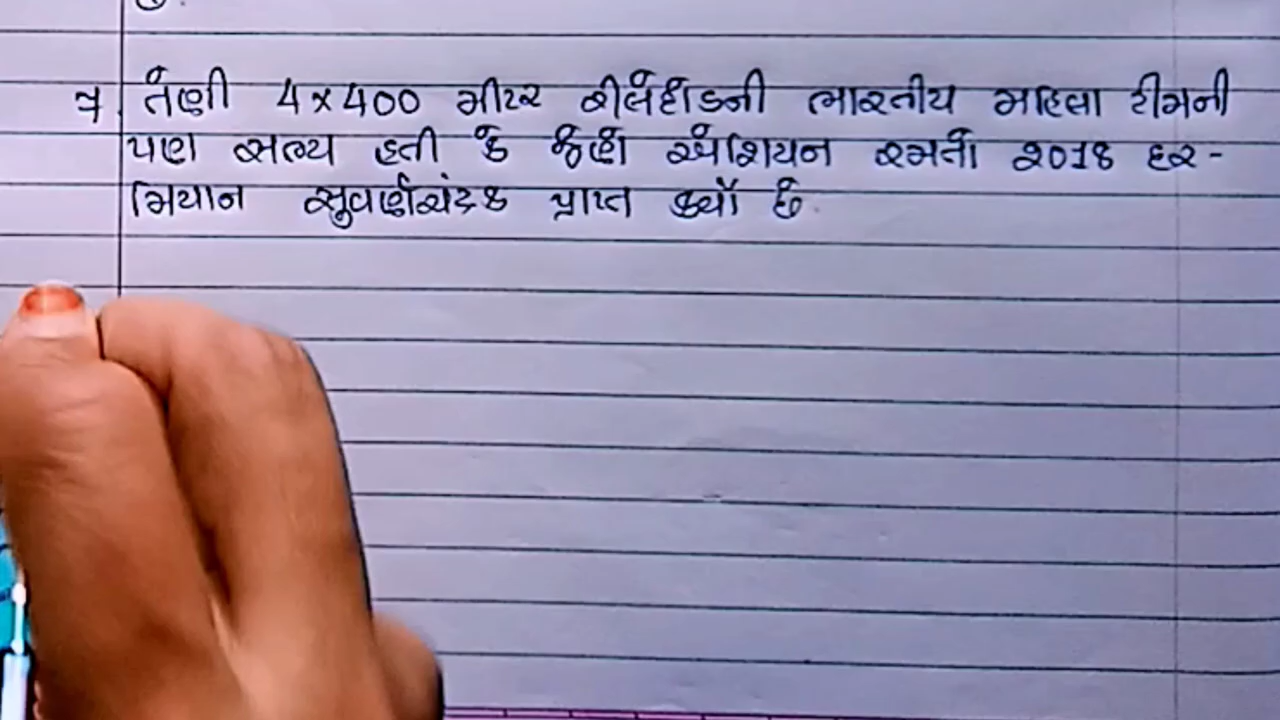 ૧. તેણી 4×400 મીટર રીલેદોડની ભારતીય મહિલા ટીમની
પણ સભ્ય હતી કે જેણે એશિયન રમતો 2018 દર-
મિયાન સુવર્ણચંદ્રક પ્રાપ્ત કર્યો છે.